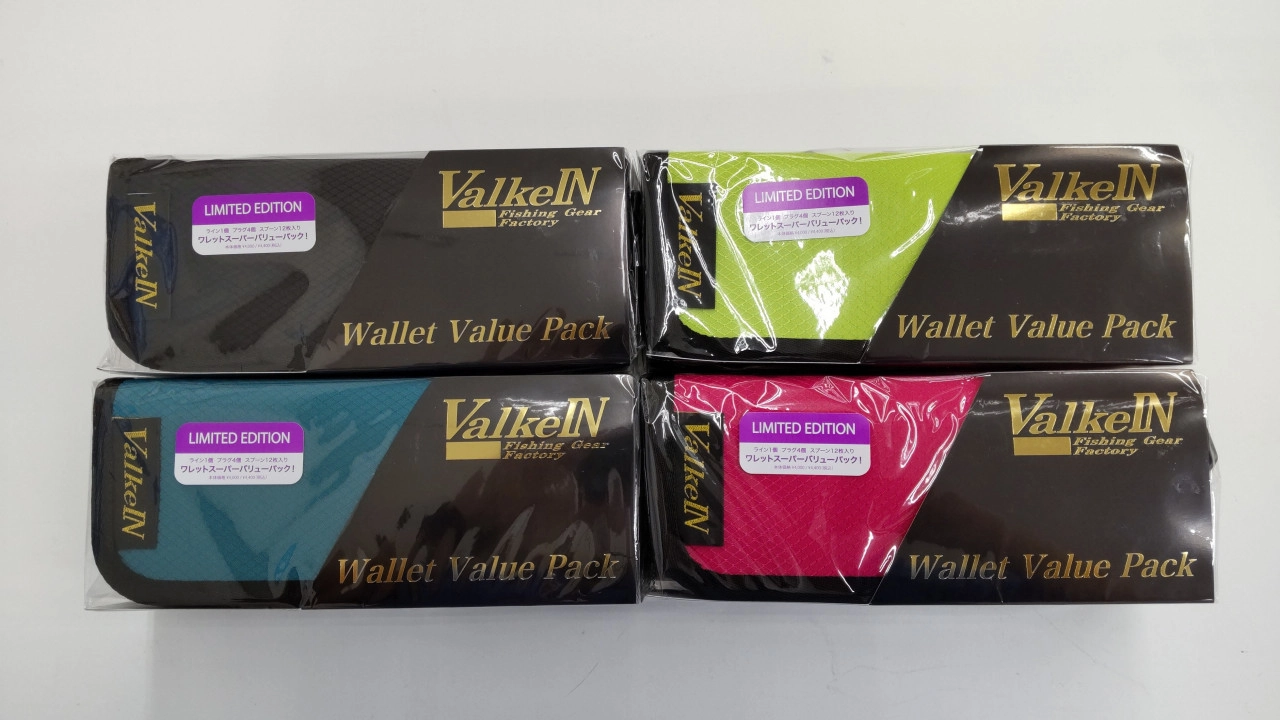 ValkeIN
LIMITED EDITION
ライン1個 プラグ4個 スプーン12枚入り
ワレットスーパーバリューパック!
ValkeIN
Fishing Gear
Factory
Wallet Value Pack
ValkeIN
LIMITED EDITION
ライン1個 プラグ4個 スプーン12枚入り
ワレットスーパーバリューパック!
ValkeIN
Fishing Gear
Factory
Wallet Value Pack
ValkeIN
LIMITED EDITION
ライン1個 プラグ4個 スプーン12枚入り
ワレットスーパーバリューパック!
ValkeIN
Fishing Gear
Factory
Wallet Value Pack
ValkeIN
LIMITED EDITION
ライン1個 プラグ4個 スプーン12枚入り
ワレットスーパーバリューパック!
ValkeIN
Fishing Gear
Factory
Wallet Value Pack